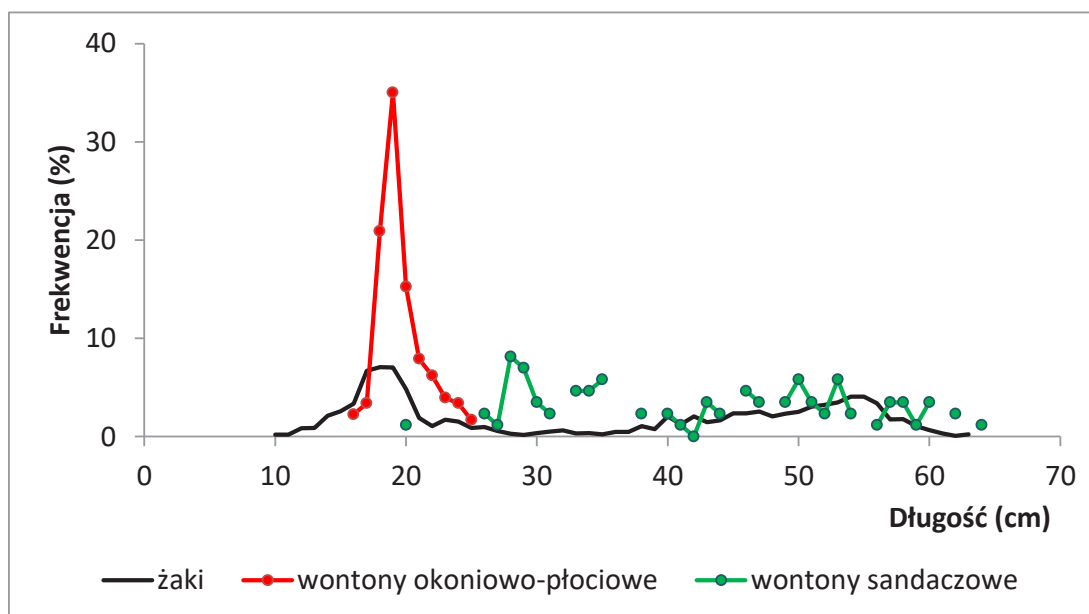 40
30
20
10
0
Frekwencja (%)
0 10 20 30 40 50 60 70
Długość (cm)
żaki wontony okoniowo-płociowe wontony sandaczowe